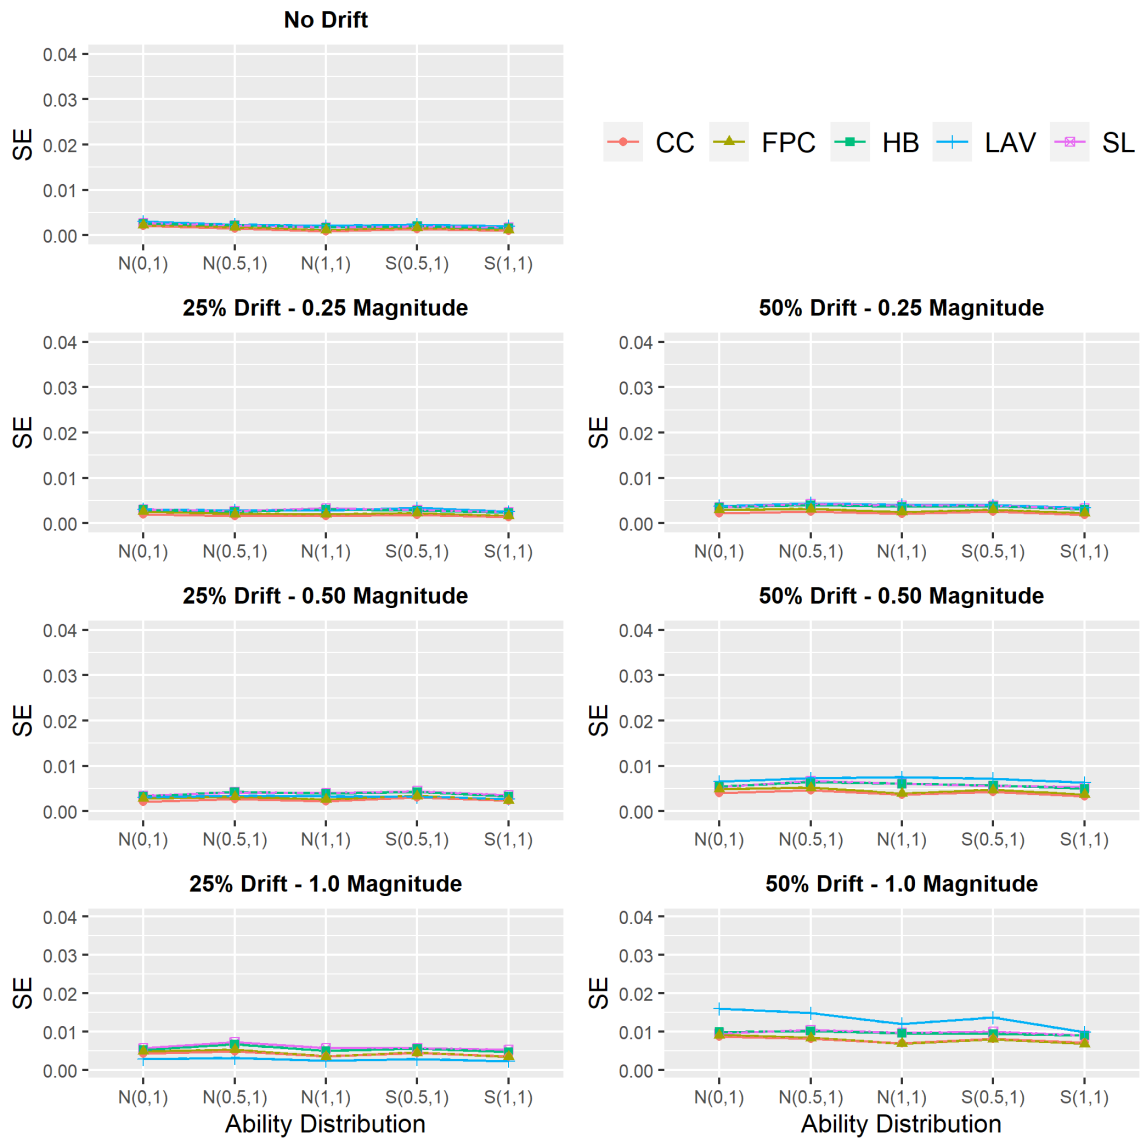 No Drift
0.04
0.03
0.02
0.01
0.00
SE
N(0,1) N(0.5,1) N(1,1) S(0.5,1) S(1,1)
CC FPC HB LAV SL
25% Drift - 0.25 Magnitude
0.04
0.03
0.02
0.01
0.00
SE
N(0,1) N(0.5,1) N(1,1) S(0.5,1) S(1,1)
50% Drift - 0.25 Magnitude
0.04
0.03
0.02
0.01
0.00
SE
N(0,1) N(0.5,1) N(1,1) S(0.5,1) S(1,1)
25% Drift - 0.50 Magnitude
0.04
0.03
0.02
0.01
0.00
SE
N(0,1) N(0.5,1) N(1,1) S(0.5,1) S(1,1)
50% Drift - 0.50 Magnitude
0.04
0.03
0.02
0.01
0.00
SE
N(0,1) N(0.5,1) N(1,1) S(0.5,1) S(1,1)
25% Drift - 1.0 Magnitude
0.04
0.03
0.02
0.01
0.00
SE
N(0,1) N(0.5,1) N(1,1) S(0.5,1) S(1,1)
Ability Distribution
50% Drift - 1.0 Magnitude
0.04
0.03
0.02
0.01
0.00
SE
N(0,1) N(0.5,1) N(1,1) S(0.5,1) S(1,1)
Ability Distribution